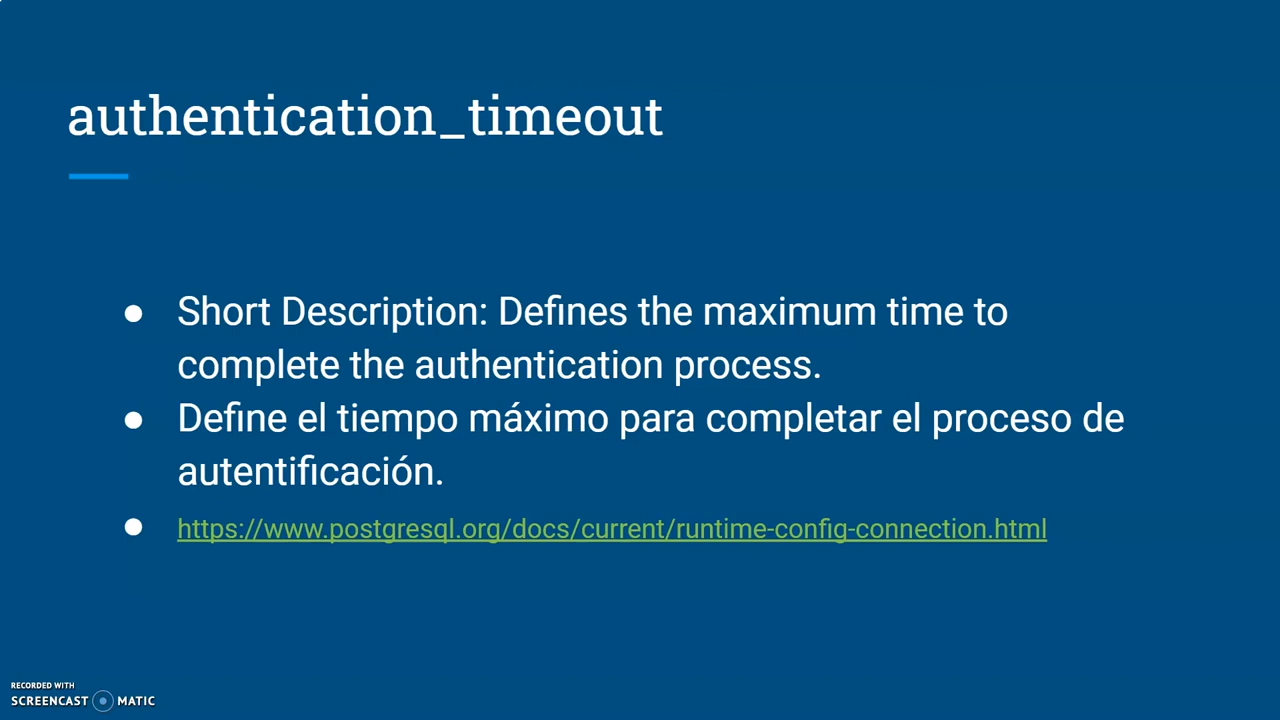 authentication_timeout
● Short Description: Defines the maximum time to
complete the authentication process.
● Define el tiempo máximo para completar el proceso de
autentificación.
● https://www.postgresql.org/docs/current/runtime-config-connection.html
RECORDED WITH
SCREENCAST MATIC